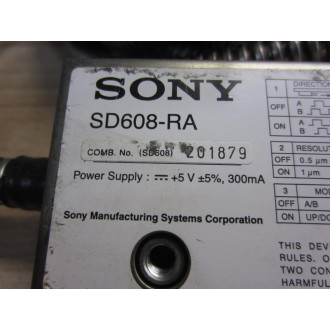 SONY
SD608-RA
COMB. No. (SD608) 201879
Power Supply : ⎓ +5 V ±5%, 300mA
Sony Manufacturing Systems Corporation
1 DIRECTION
OFF A
B
ON A
B
2 RESOLUT
OFF 0.5 µm
ON 1 µm
3 MO
OFF A/B
ON UP/DO
THIS DEV
RULES. O
TWO CON
HARMFUL